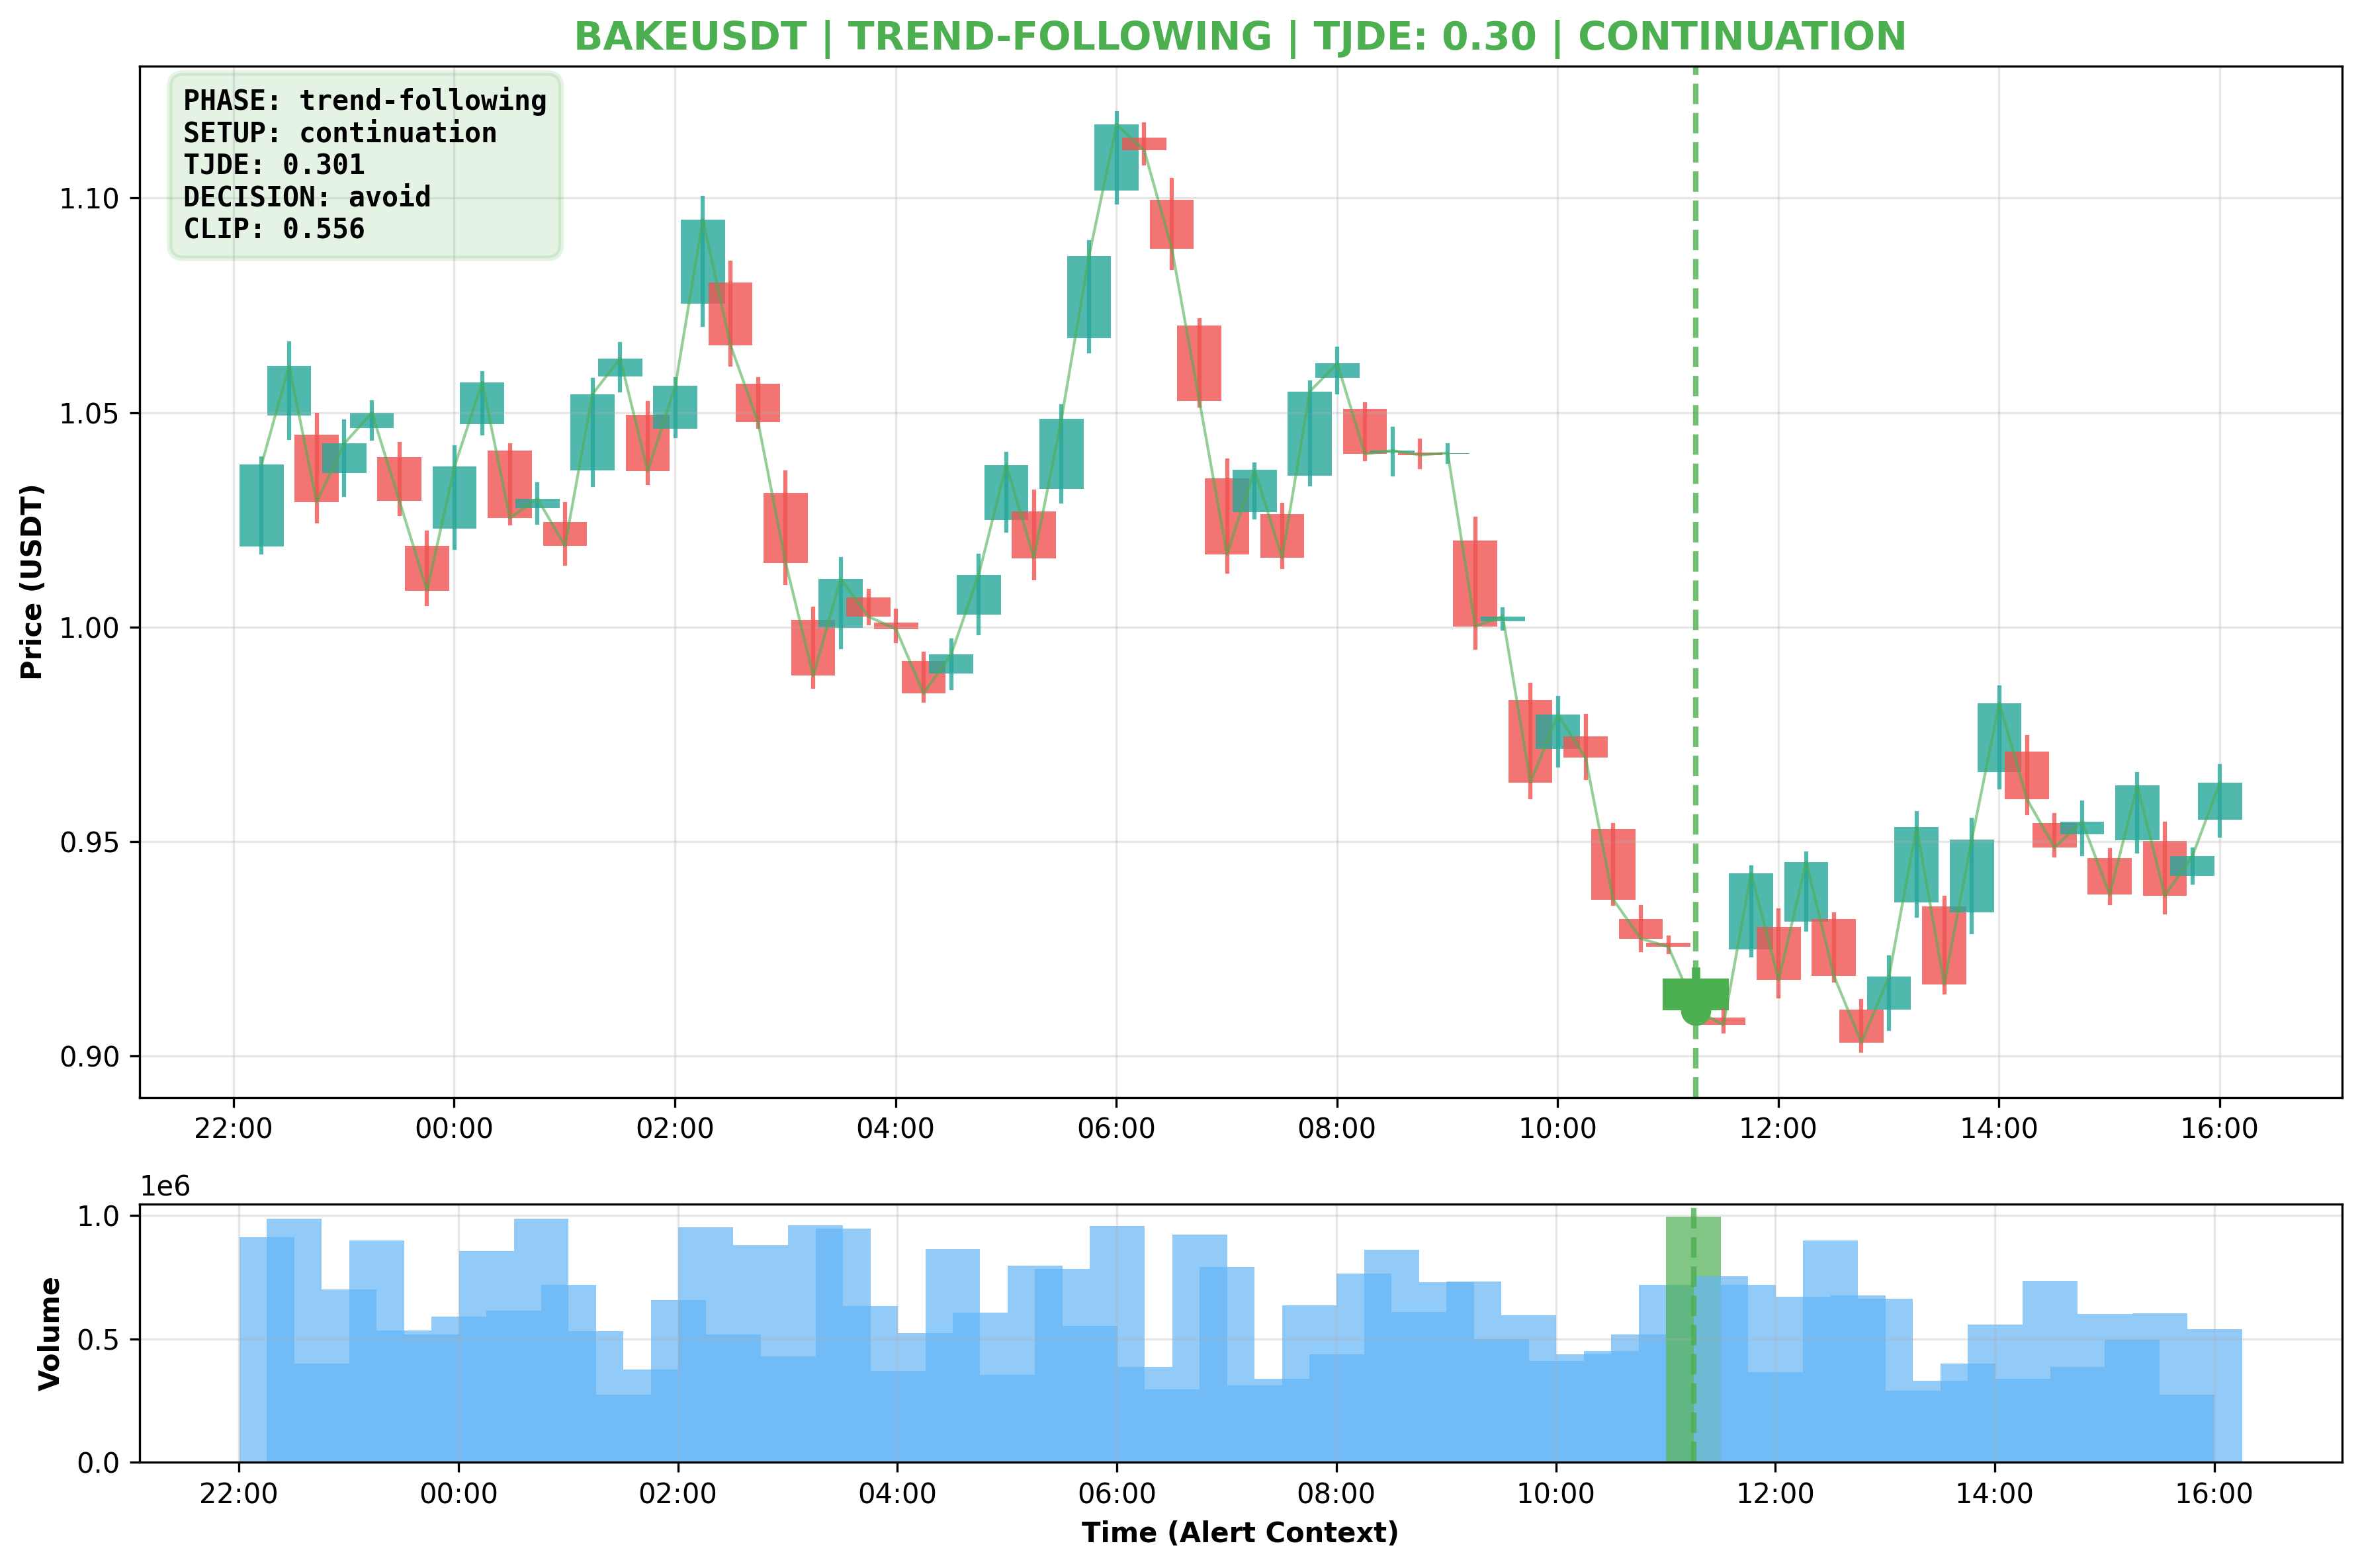 BAKEUSDT | TREND-FOLLOWING | TJDE: 0.30 | CONTINUATION
PHASE: trend-following
SETUP: continuation
TJDE: 0.301
DECISION: avoid
CLIP: 0.556
Price (USDT)
1.10
1.05
1.00
0.95
0.90
22:00 00:00 02:00 04:00 06:00 08:00 10:00 12:00 14:00 16:00
1e6
Volume
1.0
0.5
0.0
22:00 00:00 02:00 04:00 06:00 08:00 10:00 12:00 14:00 16:00
Time (Alert Context)